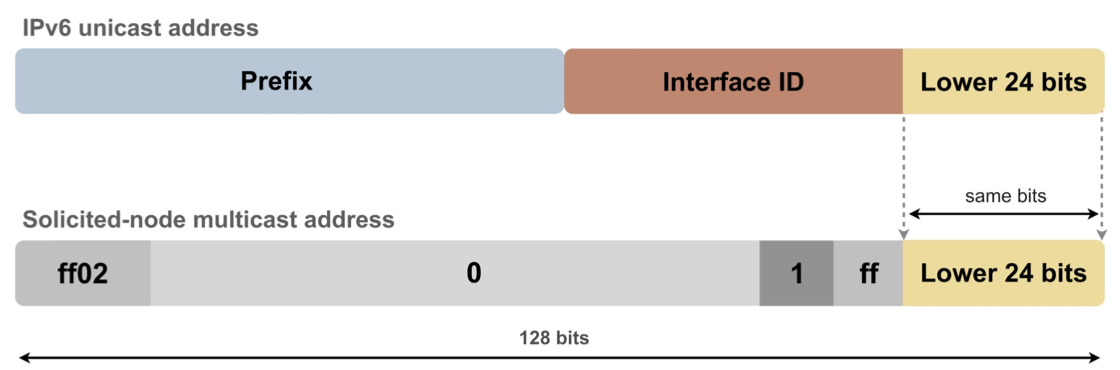 IPv6 unicast address
Prefix
Interface ID
Lower 24 bits
same bits
Solicited-node multicast address
ff02
0
1
ff
Lower 24 bits
128 bits